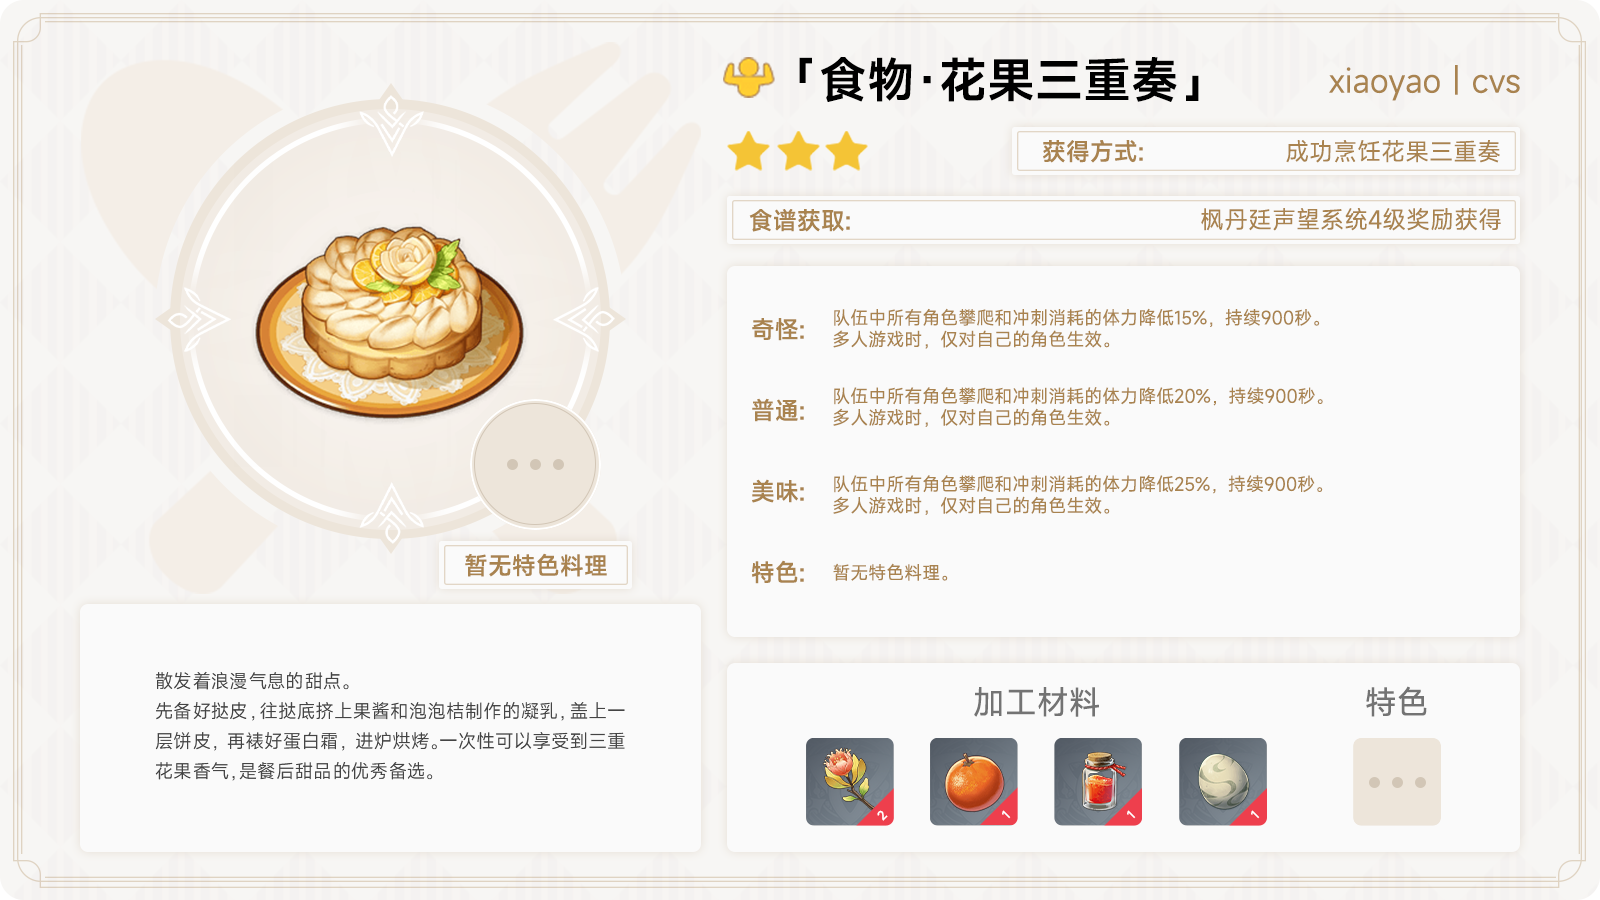 「食物·花果三重奏」
xiaoyao | cvs
获得方式: 成功烹饪花果三重奏
食谱获取: 枫丹廷声望系统4级奖励获得
奇怪: 队伍中所有角色攀爬和冲刺消耗的体力降低15%，持续900秒。
多人游戏时，仅对自己的角色生效。
普通: 队伍中所有角色攀爬和冲刺消耗的体力降低20%，持续900秒。
多人游戏时，仅对自己的角色生效。
美味: 队伍中所有角色攀爬和冲刺消耗的体力降低25%，持续900秒。
多人游戏时，仅对自己的角色生效。
特色: 暂无特色料理。
暂无特色料理
散发着浪漫气息的甜点。
先备好挞皮,往挞底挤上果酱和泡泡桔制作的凝乳,盖上一
层饼皮,再裱好蛋白霜,进炉烘烤。一次性可以享受到三重
花果香气,是餐后甜品的优秀备选。
加工材料 特色
2 1 1 1